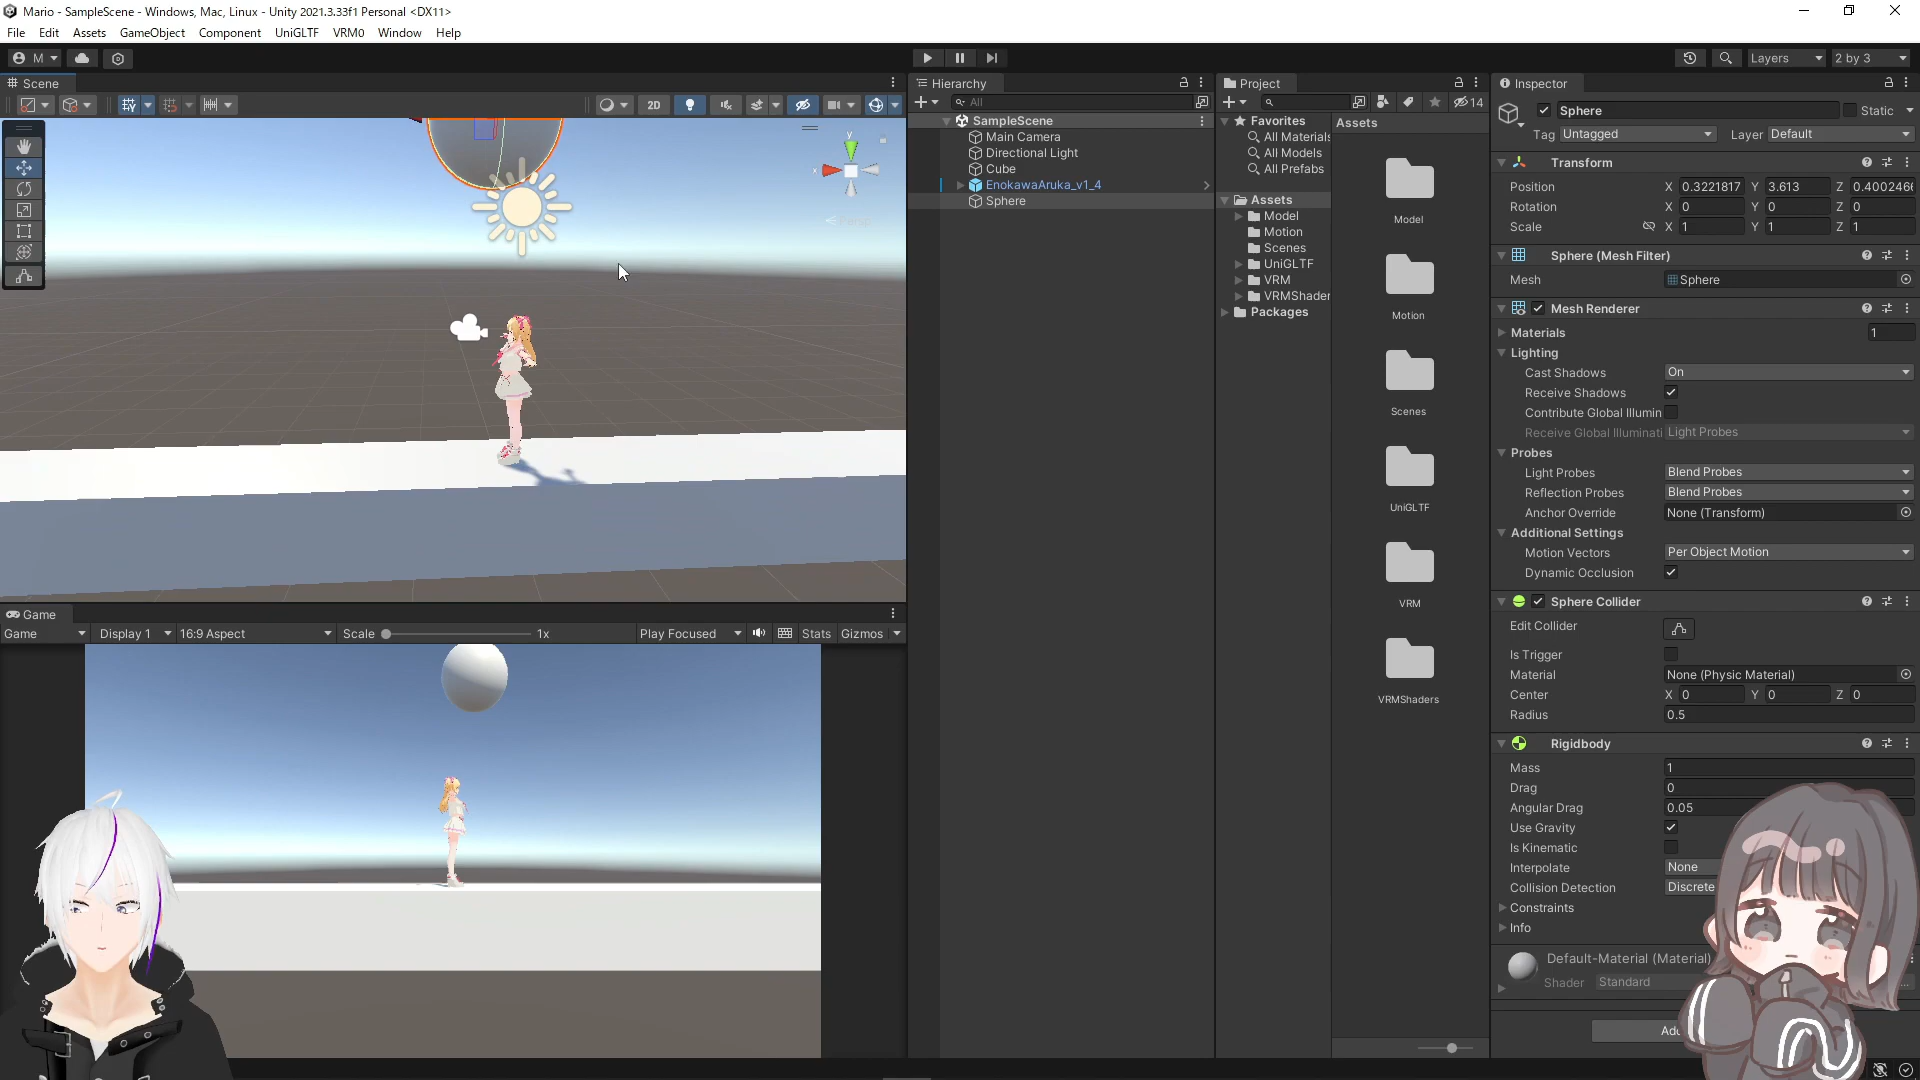 Mario - SampleScene - Windows, Mac, Linux - Unity 2021.3.33f1 Personal <DX11>
File Edit Assets GameObject Component UniGLTF VRM0 Window Help
M
Layers
2 by 3
Scene
2D
y
x
Persp
Hierarchy
All
SampleScene
Main Camera
Directional Light
Cube
EnokawaAruka_v1_4
Sphere
Project
14
Favorites
All Materials
All Models
All Prefabs
Assets
Model
Motion
Scenes
UniGLTF
VRM
VRMShader
Packages
Assets
Model
Motion
Scenes
UniGLTF
VRM
VRMShaders
Inspector
Sphere
Static
Tag Untagged Layer Default
Transform
Position X 0.3221817 Y 3.613 Z 0.4002466
Rotation X 0 Y 0 Z 0
Scale X 1 Y 1 Z 1
Sphere (Mesh Filter)
Mesh Sphere
Mesh Renderer
Materials 1
Lighting
Cast Shadows On
Receive Shadows
Contribute Global Illumin
Receive Global Illuminati Light Probes
Probes
Light Probes Blend Probes
Reflection Probes Blend Probes
Anchor Override None (Transform)
Additional Settings
Motion Vectors Per Object Motion
Dynamic Occlusion
Sphere Collider
Edit Collider
Is Trigger
Material None (Physic Material)
Center X 0 Y 0 Z 0
Radius 0.5
Rigidbody
Mass 1
Drag 0
Angular Drag 0.05
Use Gravity
Is Kinematic
Interpolate None
Collision Detection Discrete
Constraints
Info
Default-Material (Material)
Shader Standard
Game
Game Display 1 16:9 Aspect Scale 1x Play Focused Stats Gizmos